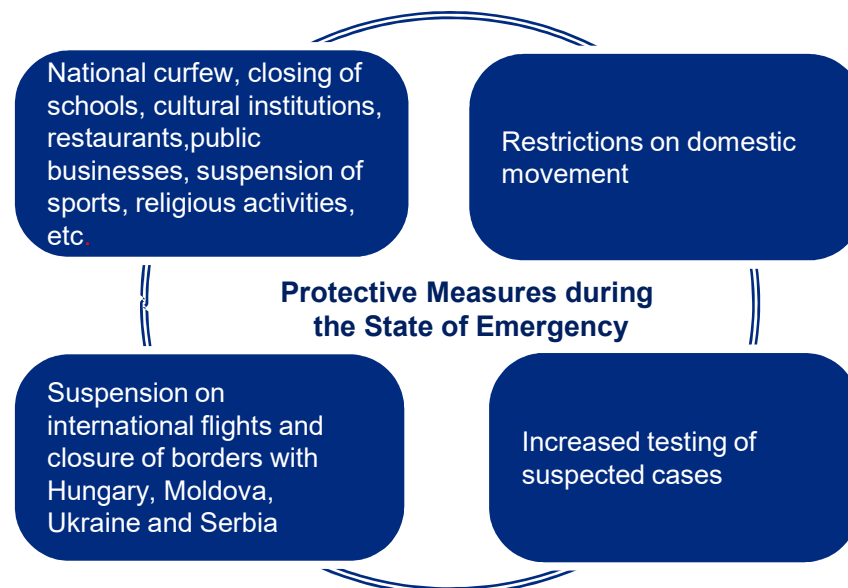 National curfew, closing of
schools, cultural institutions,
restaurants,public
businesses, suspension of
sports, religious activities,
etc.
Restrictions on domestic
movement
Protective Measures during
the State of Emergency
Suspension on
international flights and
closure of borders with
Hungary, Moldova,
Ukraine and Serbia
Increased testing of
suspected cases